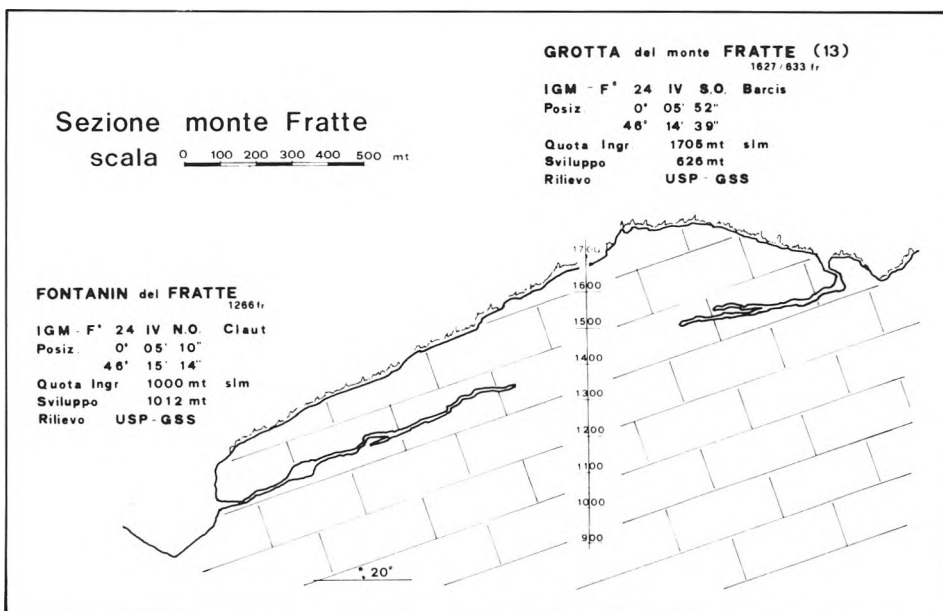 GROTTA del monte FRATTE (13)
1627/633 fr
IGM - F° 24 IV S.O. Barcis
Posiz. 0° 05' 52"
46° 14' 39"
Quota Ingr. 1705 mt slm
Sviluppo 626 mt
Rilievo USP - GSS
Sezione monte Fratte
scala 0 100 200 300 400 500 mt
FONTANIN del FRATTE
1266 fr
IGM - F° 24 IV N.O. Claut
Posiz. 0° 05' 10"
46° 15' 14"
Quota Ingr 1000 mt slm
Sviluppo 1012 mt
Rilievo USP - GSS
1700
1600
1500
1400
1300
1200
1100
1000
900
20°